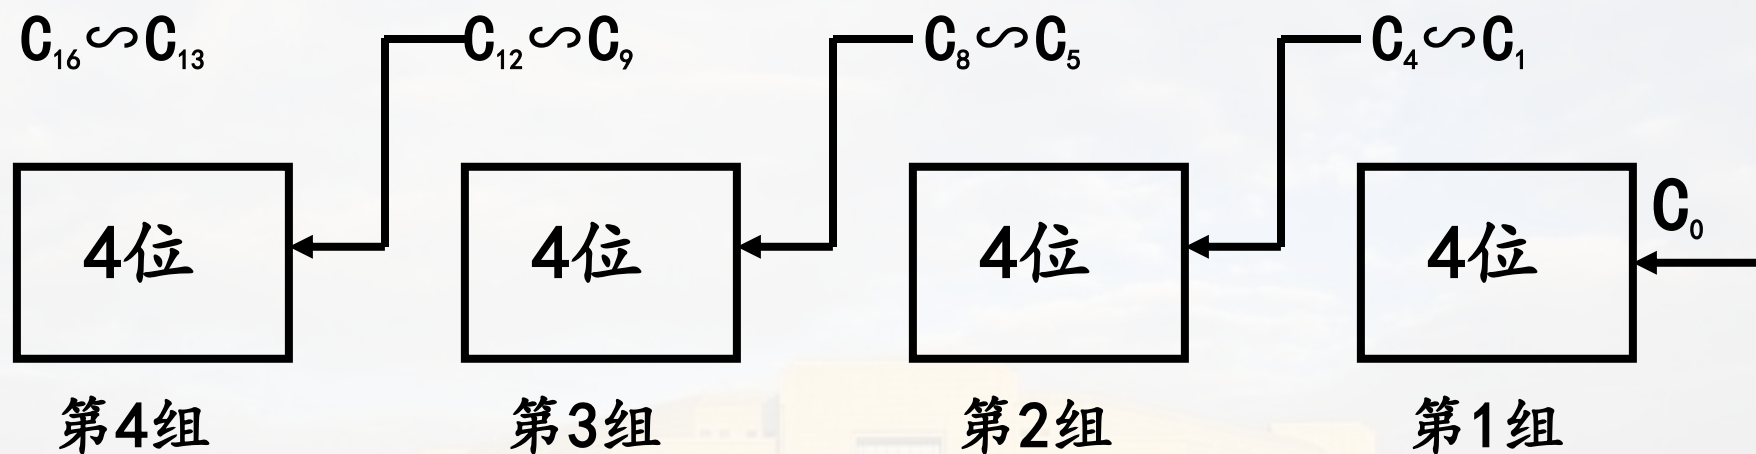 C₁₆∽C₁₃ C₁₂∽C₉ C₈∽C₅ C₄∽C₁
4位 4位 4位 4位 C₀
第4组 第3组 第2组 第1组